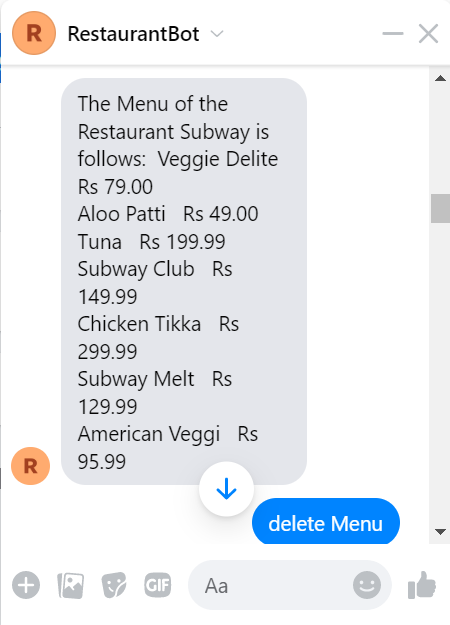 R RestaurantBot
The Menu of the
Restaurant Subway is
follows:  Veggie Delite
Rs 79.00
Aloo Patti   Rs 49.00
Tuna   Rs 199.99
Subway Club   Rs
149.99
Chicken Tikka   Rs
299.99
Subway Melt   Rs
129.99
American Veggi   Rs
95.99
R
delete Menu
GIF Aa